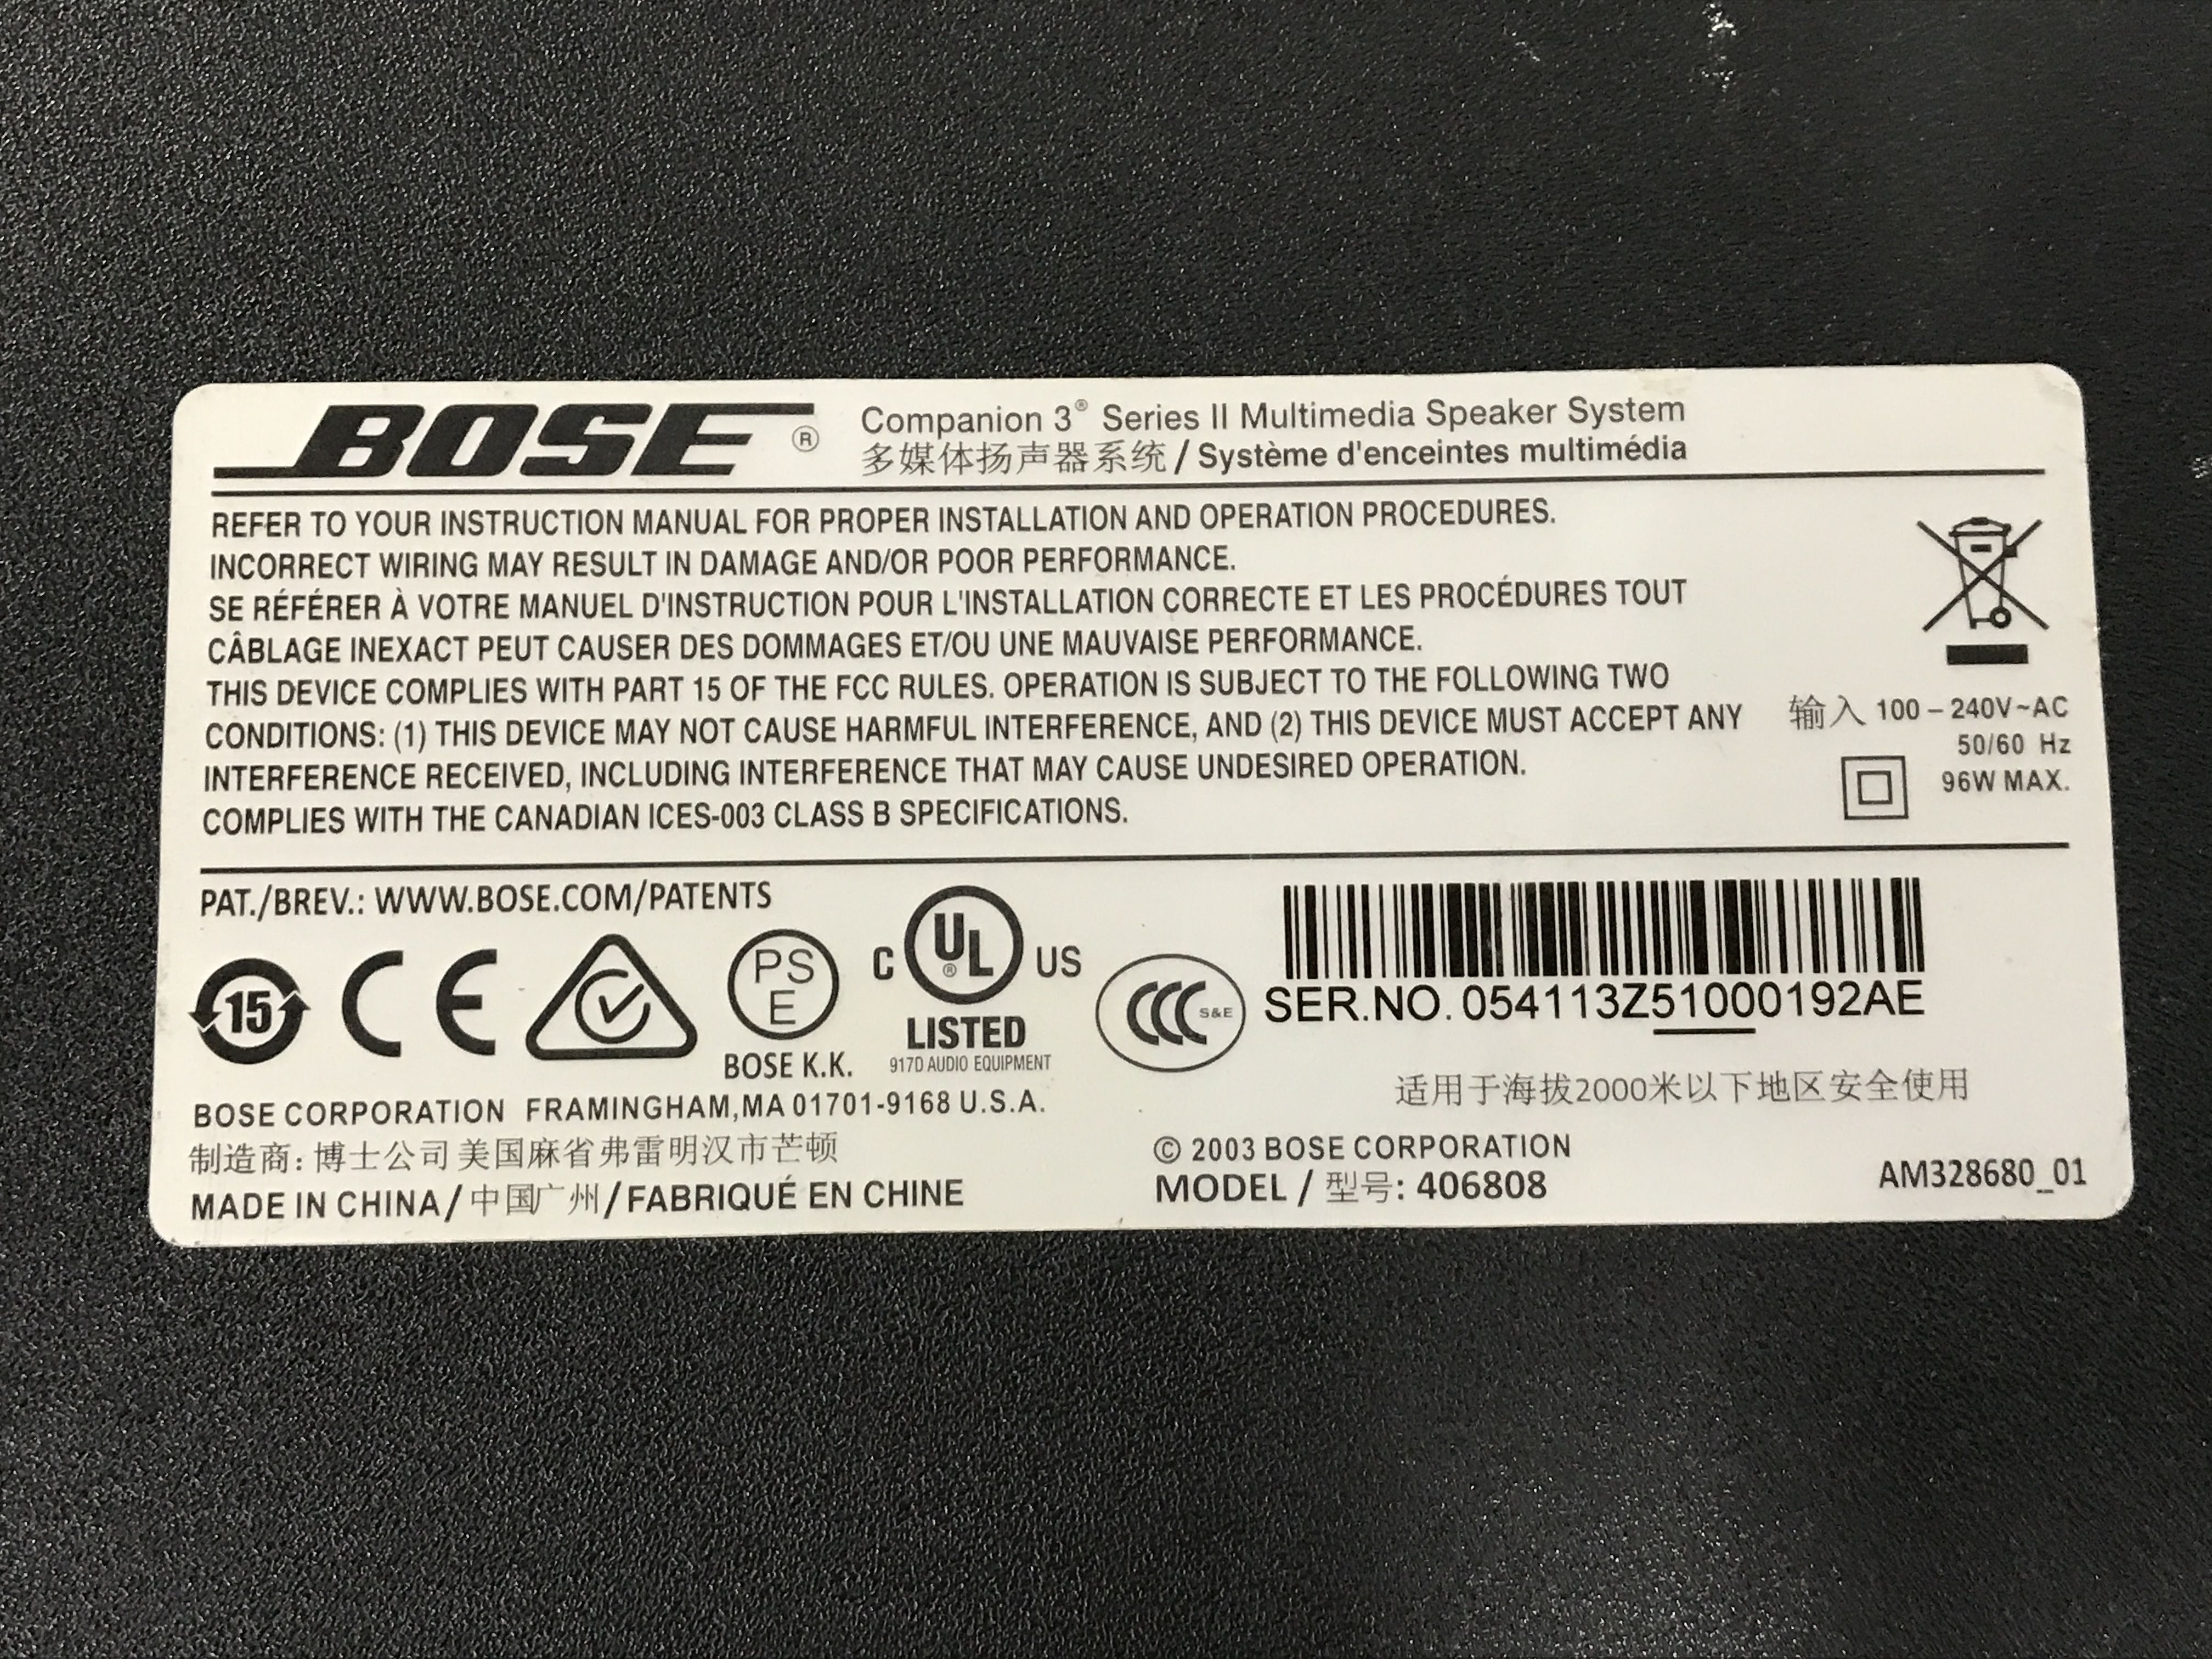 BOSE®
Companion 3® Series II Multimedia Speaker System
多媒体扬声器系统 / Système d'enceintes multimédia
REFER TO YOUR INSTRUCTION MANUAL FOR PROPER INSTALLATION AND OPERATION PROCEDURES.
INCORRECT WIRING MAY RESULT IN DAMAGE AND/OR POOR PERFORMANCE.
SE RÉFÉRER À VOTRE MANUEL D'INSTRUCTION POUR L'INSTALLATION CORRECTE ET LES PROCÉDURES TOUT
CÂBLAGE INEXACT PEUT CAUSER DES DOMMAGES ET/OU UNE MAUVAISE PERFORMANCE.
THIS DEVICE COMPLIES WITH PART 15 OF THE FCC RULES. OPERATION IS SUBJECT TO THE FOLLOWING TWO
CONDITIONS: (1) THIS DEVICE MAY NOT CAUSE HARMFUL INTERFERENCE, AND (2) THIS DEVICE MUST ACCEPT ANY
INTERFERENCE RECEIVED, INCLUDING INTERFERENCE THAT MAY CAUSE UNDESIRED OPERATION.
COMPLIES WITH THE CANADIAN ICES-003 CLASS B SPECIFICATIONS.
输入 100 – 240V~AC
50/60 Hz
96W MAX.
PAT./BREV.: WWW.BOSE.COM/PATENTS
15
CE
PS
E
BOSE K.K.
C UL® US
LISTED
917D AUDIO EQUIPMENT
CCC S&E
SER.NO. 054113Z51000192AE
适用于海拔2000米以下地区安全使用
BOSE CORPORATION FRAMINGHAM,MA 01701-9168 U.S.A.
制造商: 博士公司 美国麻省弗雷明汉市芒顿
MADE IN CHINA / 中国广州 / FABRIQUÉ EN CHINE
© 2003 BOSE CORPORATION
MODEL / 型号: 406808
AM328680_01